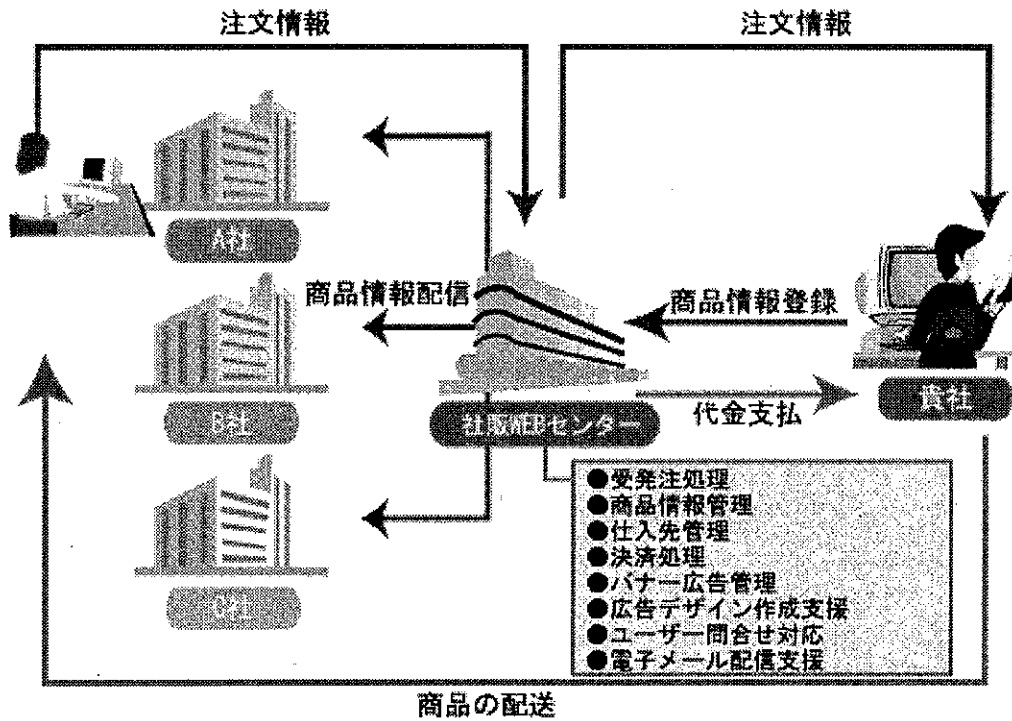 注文情報
注文情報
A社
商品情報配信
商品情報登録
B社
社販WEBセンター
代金支払
貴社
C社
●受発注処理
●商品情報管理
●仕入先管理
●決済処理
●バナー広告管理
●広告デザイン作成支援
●ユーザー問合せ対応
●電子メール配信支援
商品の配送